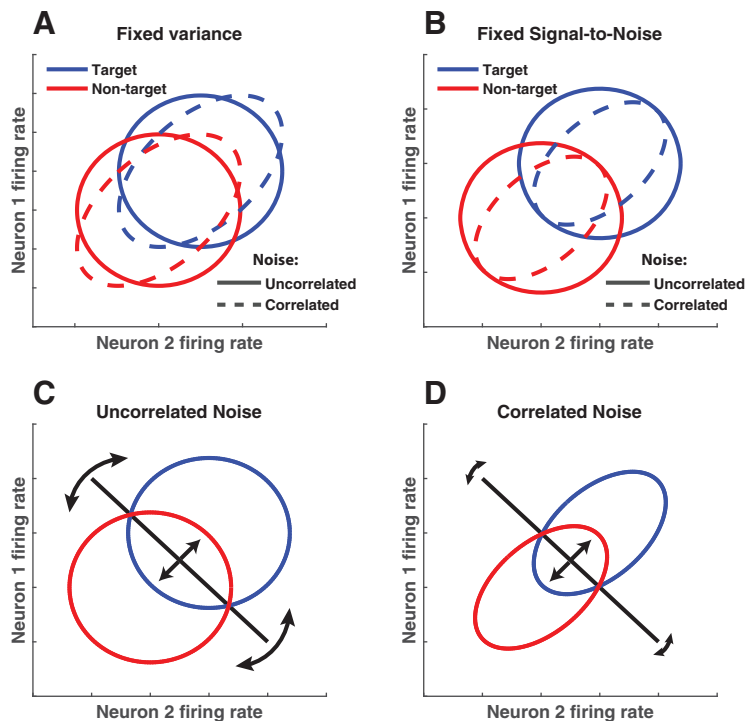 A
Fixed variance
Target
Non-target
Neuron 1 firing rate
Noise:
Uncorrelated
Correlated
Neuron 2 firing rate
B
Fixed Signal-to-Noise
Target
Non-target
Neuron 1 firing rate
Noise:
Uncorrelated
Correlated
Neuron 2 firing rate
C
Uncorrelated Noise
Neuron 1 firing rate
Neuron 2 firing rate
D
Correlated Noise
Neuron 1 firing rate
Neuron 2 firing rate